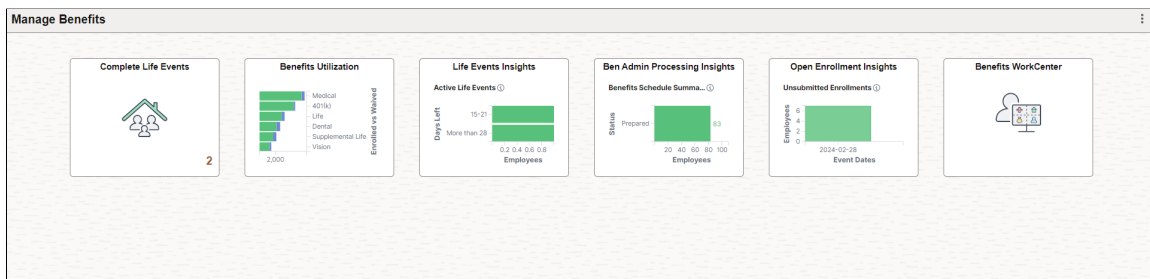 Manage Benefits
Complete Life Events
2
Benefits Utilization
Medical
401(k)
Life
Dental
Supplemental Life
Vision
Enrolled vs Waived
2,000
Life Events Insights
Active Life Events
Days Left
15-21
More than 28
0.2 0.4 0.6 0.8
Employees
Ben Admin Processing Insights
Benefits Schedule Summa...
Status
Prepared
83
20 40 60 80 100
Employees
Open Enrollment Insights
Unsubmitted Enrollments
Employees
6
4
2
0
2024-02-28
Event Dates
Benefits WorkCenter